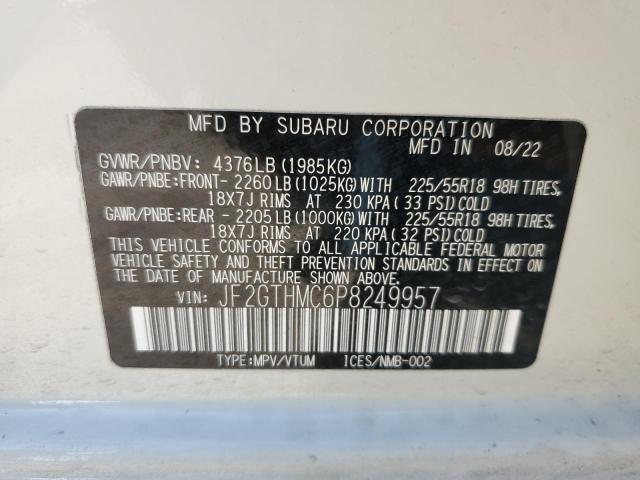 MFD BY SUBARU CORPORATION
MFD IN 08/22
GVWR/PNBV: 4376LB (1985KG)
GAWR/PNBE:FRONT- 2260LB (1025KG) WITH 225/55R18 98H TIRES,
18X7J RIMS AT 230 KPA ( 33 PSI) COLD
GAWR/PNBE:REAR - 2205LB (1000KG) WITH 225/55R18 98H TIRES,
18X7J RIMS AT 220 KPA ( 32 PSI) COLD
THIS VEHICLE CONFORMS TO ALL APPLICABLE FEDERAL MOTOR
VEHICLE SAFETY AND THEFT PREVENTION STANDARDS IN EFFECT ON
THE DATE OF MANUFACTURE SHOWN ABOVE.
VIN: JF2GTHMC6P8249957
TYPE:MPV/VTUM ICES/NMB-002